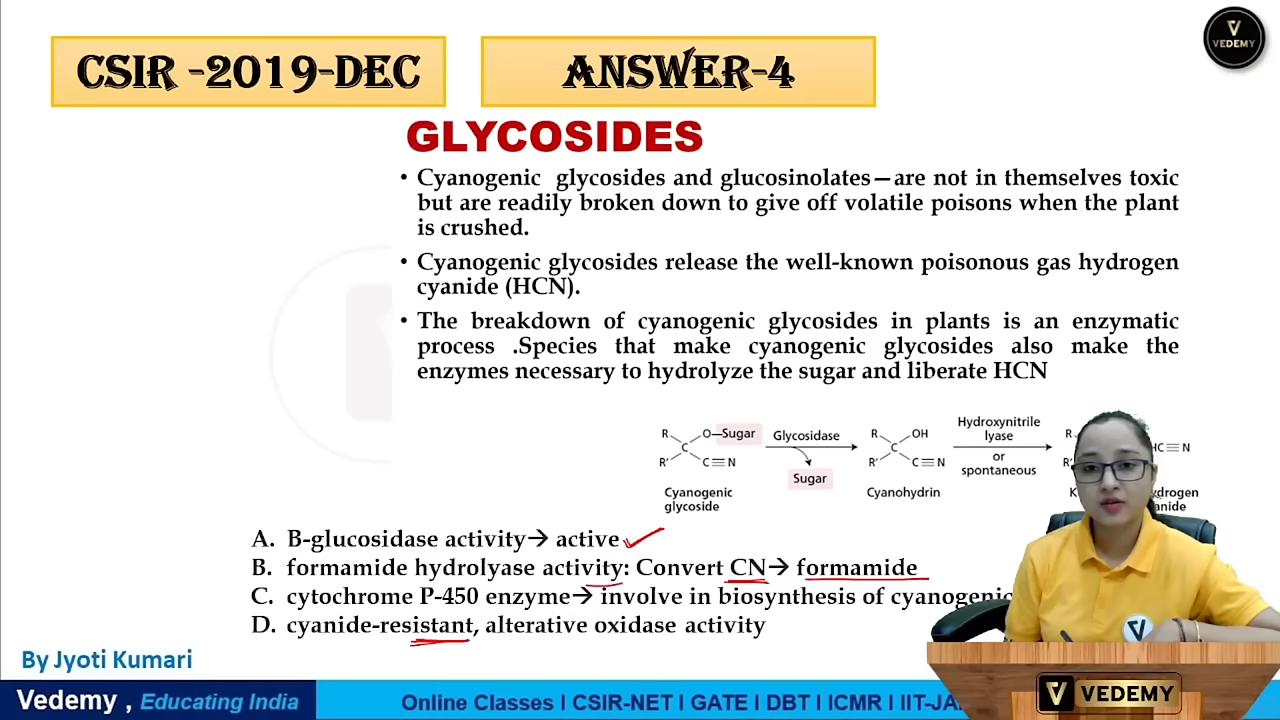 VEDEMY
CSIR -2019-DEC
ANSWER-4
GLYCOSIDES
• Cyanogenic glycosides and glucosinolates—are not in themselves toxic
but are readily broken down to give off volatile poisons when the plant
is crushed.
• Cyanogenic glycosides release the well-known poisonous gas hydrogen
cyanide (HCN).
• The breakdown of cyanogenic glycosides in plants is an enzymatic
process .Species that make cyanogenic glycosides also make the
enzymes necessary to hydrolyze the sugar and liberate HCN
R
O—Sugar
C
R′
C≡N
Cyanogenic
glycoside
Glycosidase
Sugar
R
OH
C
R′
C≡N
Cyanohydrin
Hydroxynitrile
lyase
or
spontaneous
R
C≡N
A. B-glucosidase activity→ active
B. formamide hydrolyase activity: Convert CN→ formamide
C. cytochrome P-450 enzyme→ involve in biosynthesis of cyanogenic
D. cyanide-resistant, alterative oxidase activity
By Jyoti Kumari
Vedemy , Educating India
Online Classes I CSIR-NET I GATE I DBT I ICMR I
VEDEMY